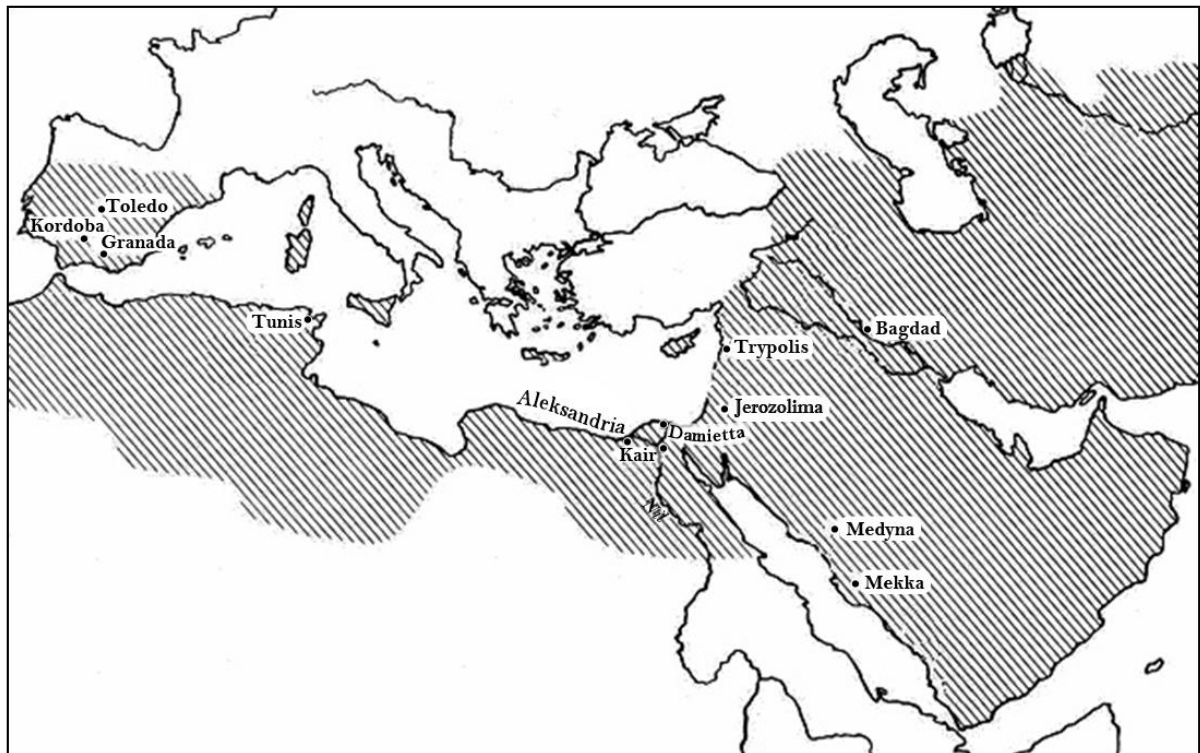 Toledo
Kordoba
Granada
Tunis
Bagdad
Trypolis
Aleksandria
Jerozolima
Damietta
Kair
Nil
Medyna
Mekka